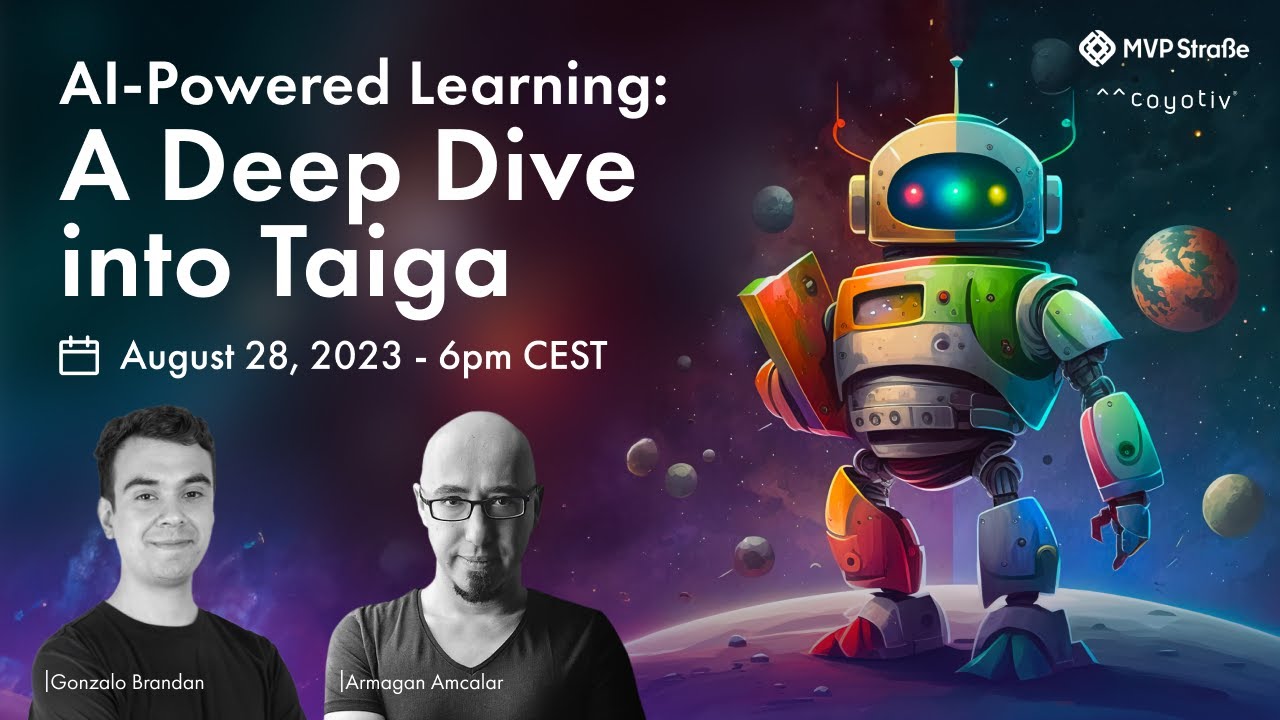 AI-Powered Learning:
A Deep Dive
into Taiga
August 28, 2023 - 6pm CEST
MVP Straße
^^coyotiv®
|Gonzalo Brandan
|Armagan Amcalar